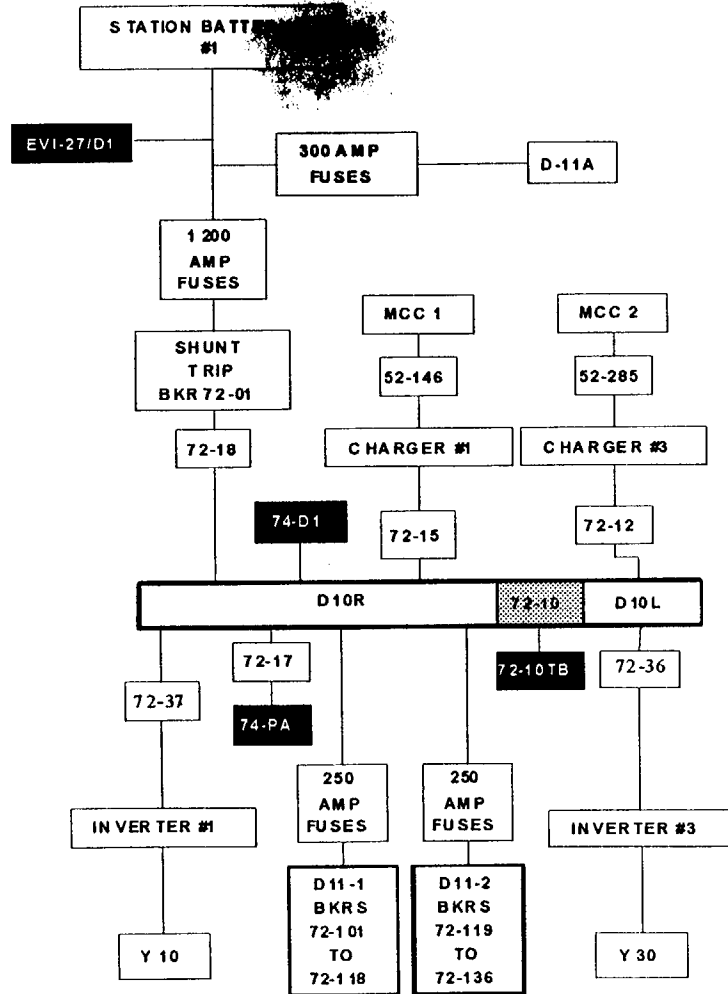 STATION BATT
#1
EVI-27/D1
300 AMP
FUSES
D-11A
1200
AMP
FUSES
MCC 1
MCC 2
SHUNT
TRIP
BKR 72-01
52-146
52-285
72-18
CHARGER #1
CHARGER #3
74-D1
72-15
72-12
D10R
72-10
D10L
72-17
72-10TB
72-36
72-37
74-PA
250
AMP
FUSES
250
AMP
FUSES
INVERTER #1
INVERTER #3
D11-1
BKRS
72-101
TO
72-118
D11-2
BKRS
72-119
TO
72-136
Y 10
Y 30